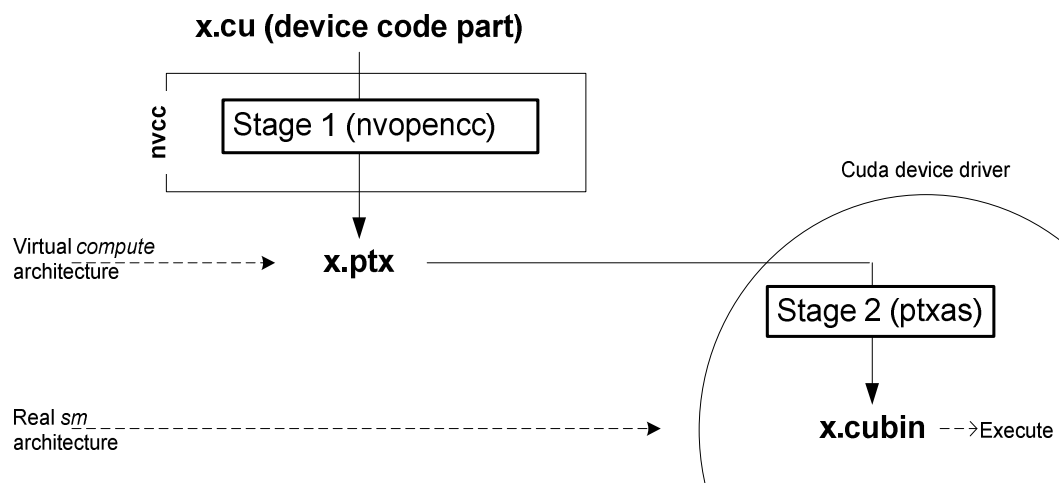 x.cu (device code part)
nvcc
Stage 1 (nvopencc)
Cuda device driver
Virtual compute
architecture
x.ptx
Stage 2 (ptxas)
Real sm
architecture
x.cubin
Execute